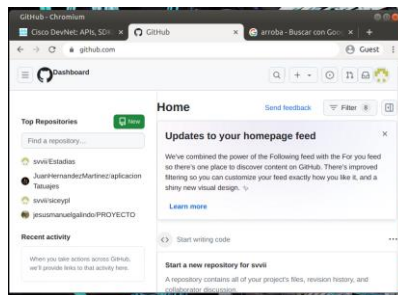 GitHub - Chromium
Cisco DevNet: APIs, SDK
GitHub
arroba - Buscar con Goo
github.com
Guest
Dashboard
Home
Send feedback
Filter 8
Top Repositories
New
Find a repository…
svvii/Estadias
JuanHernandezMartinez/aplicacion
Tatuajes
svvii/siceypl
jesusmanuelgalindo/PROYECTO
Recent activity
When you take actions across GitHub,
we'll provide links to that activity here.
Updates to your homepage feed
We've combined the power of the Following feed with the For you feed
so there's one place to discover content on GitHub. There's improved
filtering so you can customize your feed exactly how you like it, and a
shiny new visual design.
Learn more
Start writing code
Start a new repository for svvii
A repository contains all of your project's files, revision history, and
collaborator discussion.